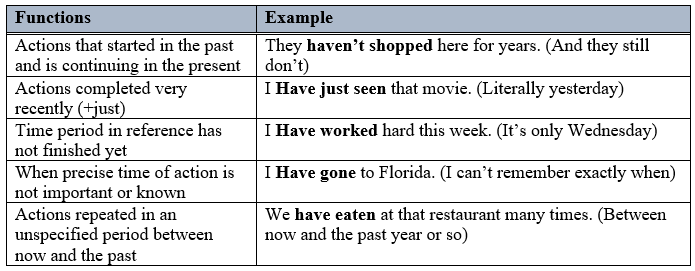 Functions Example
Actions that started in the past They haven't shopped here for years. (And they still
and is continuing in the present don't)
Actions completed very I Have just seen that movie. (Literally yesterday)
recently (+just)
Time period in reference has I Have worked hard this week. (It's only Wednesday)
not finished yet
When precise time of action is I Have gone to Florida. (I can't remember exactly when)
not important or known
Actions repeated in an We have eaten at that restaurant many times. (Between
unspecified period between now and the past year or so)
now and the past